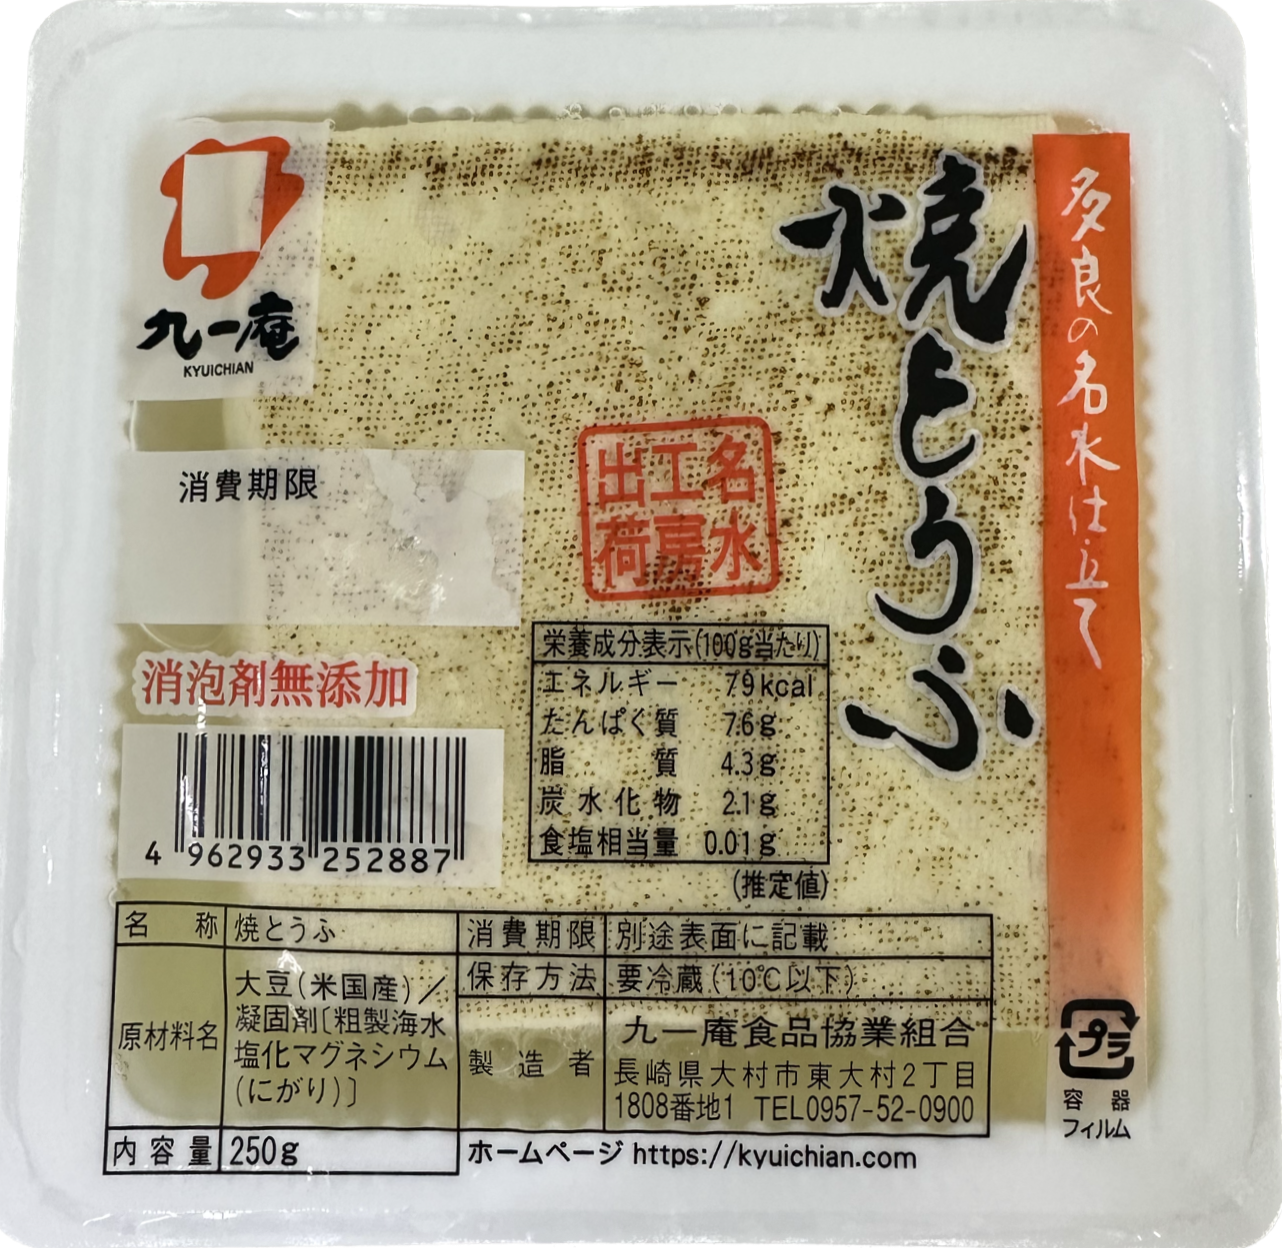 多良の名水仕立て
焼とうふ
九一庵
KYUICHIAN
名水
工房
出荷
消費期限
消泡剤無添加
4 962933 252887
栄養成分表示(100g当たり)
エネルギー 79kcal
たんぱく質 7.6g
脂質 4.3g
炭水化物 2.1g
食塩相当量 0.01g
(推定値)
名称 焼とうふ
原材料名 大豆(米国産)／
凝固剤〔粗製海水
塩化マグネシウム
(にがり)〕
内容量 250g
消費期限 別途表面に記載
保存方法 要冷蔵(10℃以下)
製造者 九一庵食品協業組合
長崎県大村市東大村2丁目
1808番地1 TEL0957-52-0900
ホームページ https://kyuichian.com
プラ
容器
フィルム